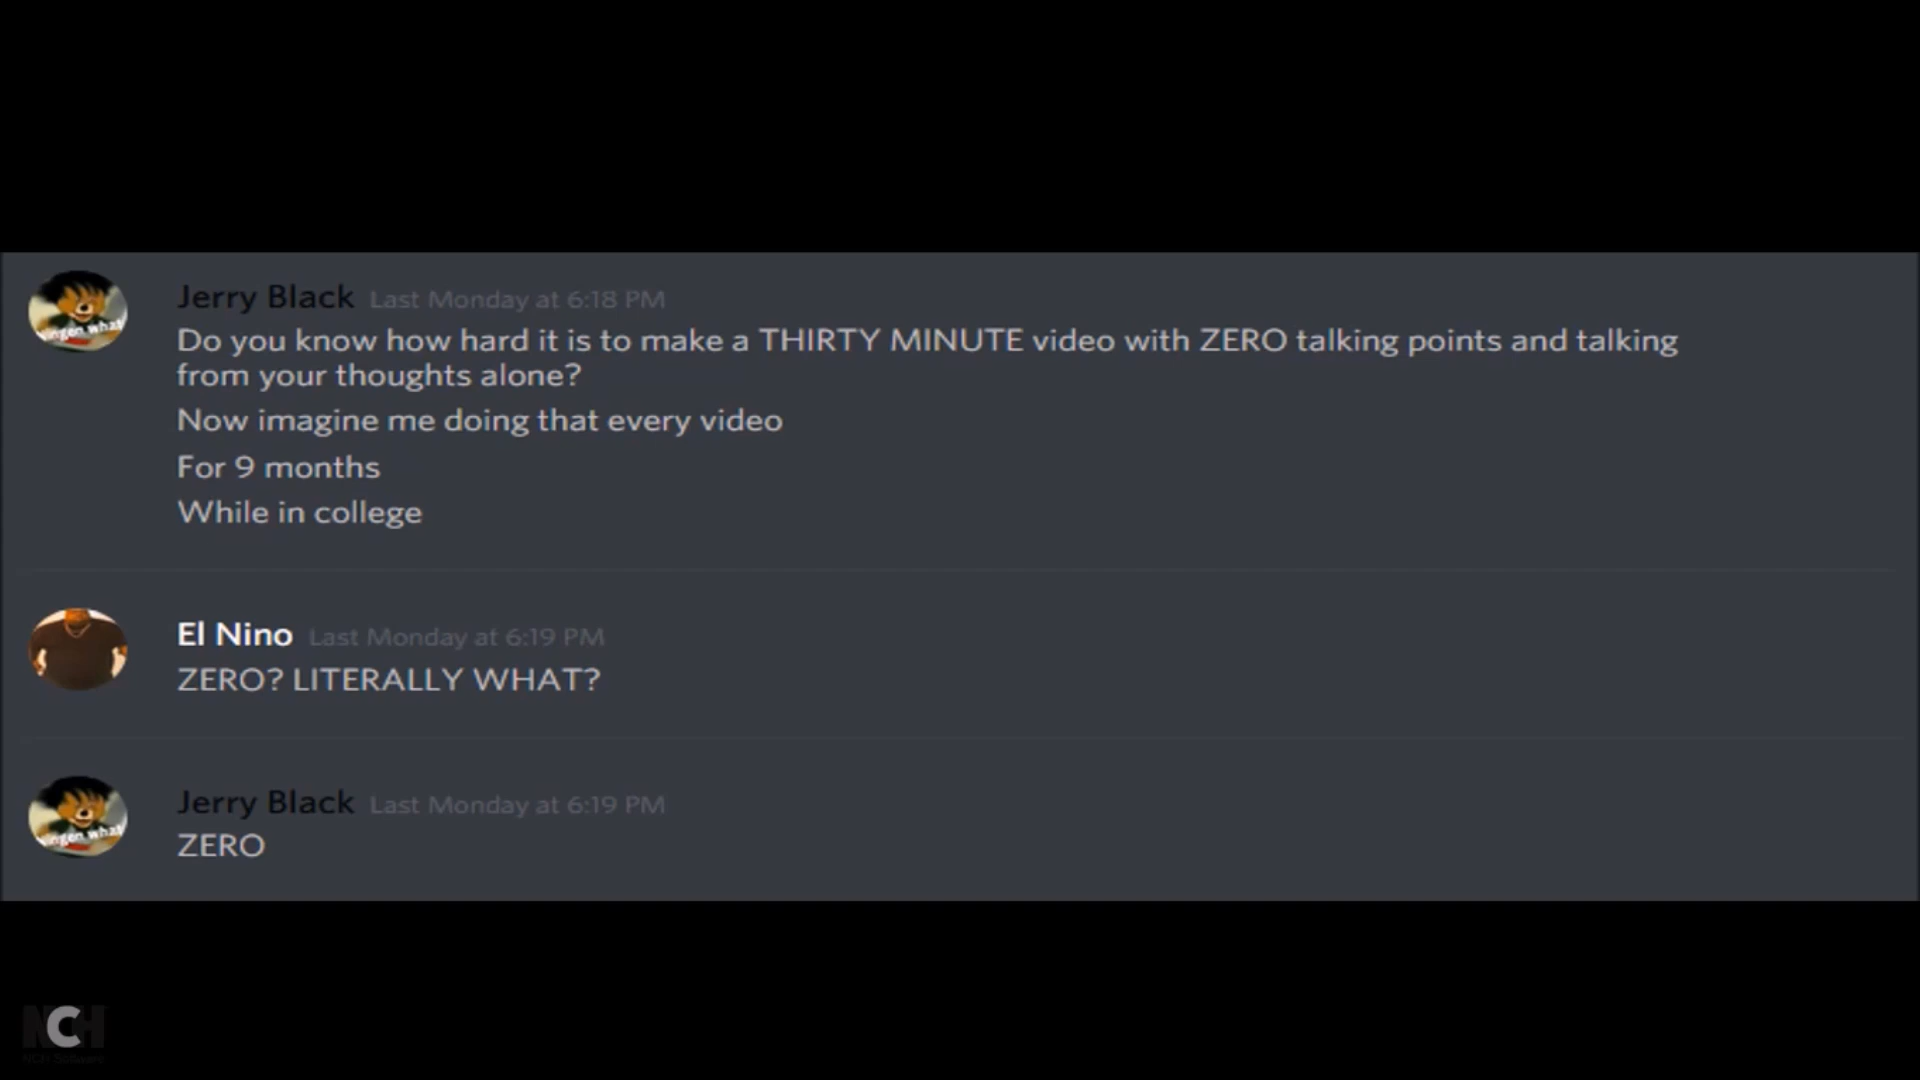 Jerry Black Last Monday at 6:18 PM
Do you know how hard it is to make a THIRTY MINUTE video with ZERO talking points and talking
from your thoughts alone?
Now imagine me doing that every video
For 9 months
While in college
El Nino Last Monday at 6:19 PM
ZERO? LITERALLY WHAT?
Jerry Black Last Monday at 6:19 PM
ZERO
NCH
NCH Software